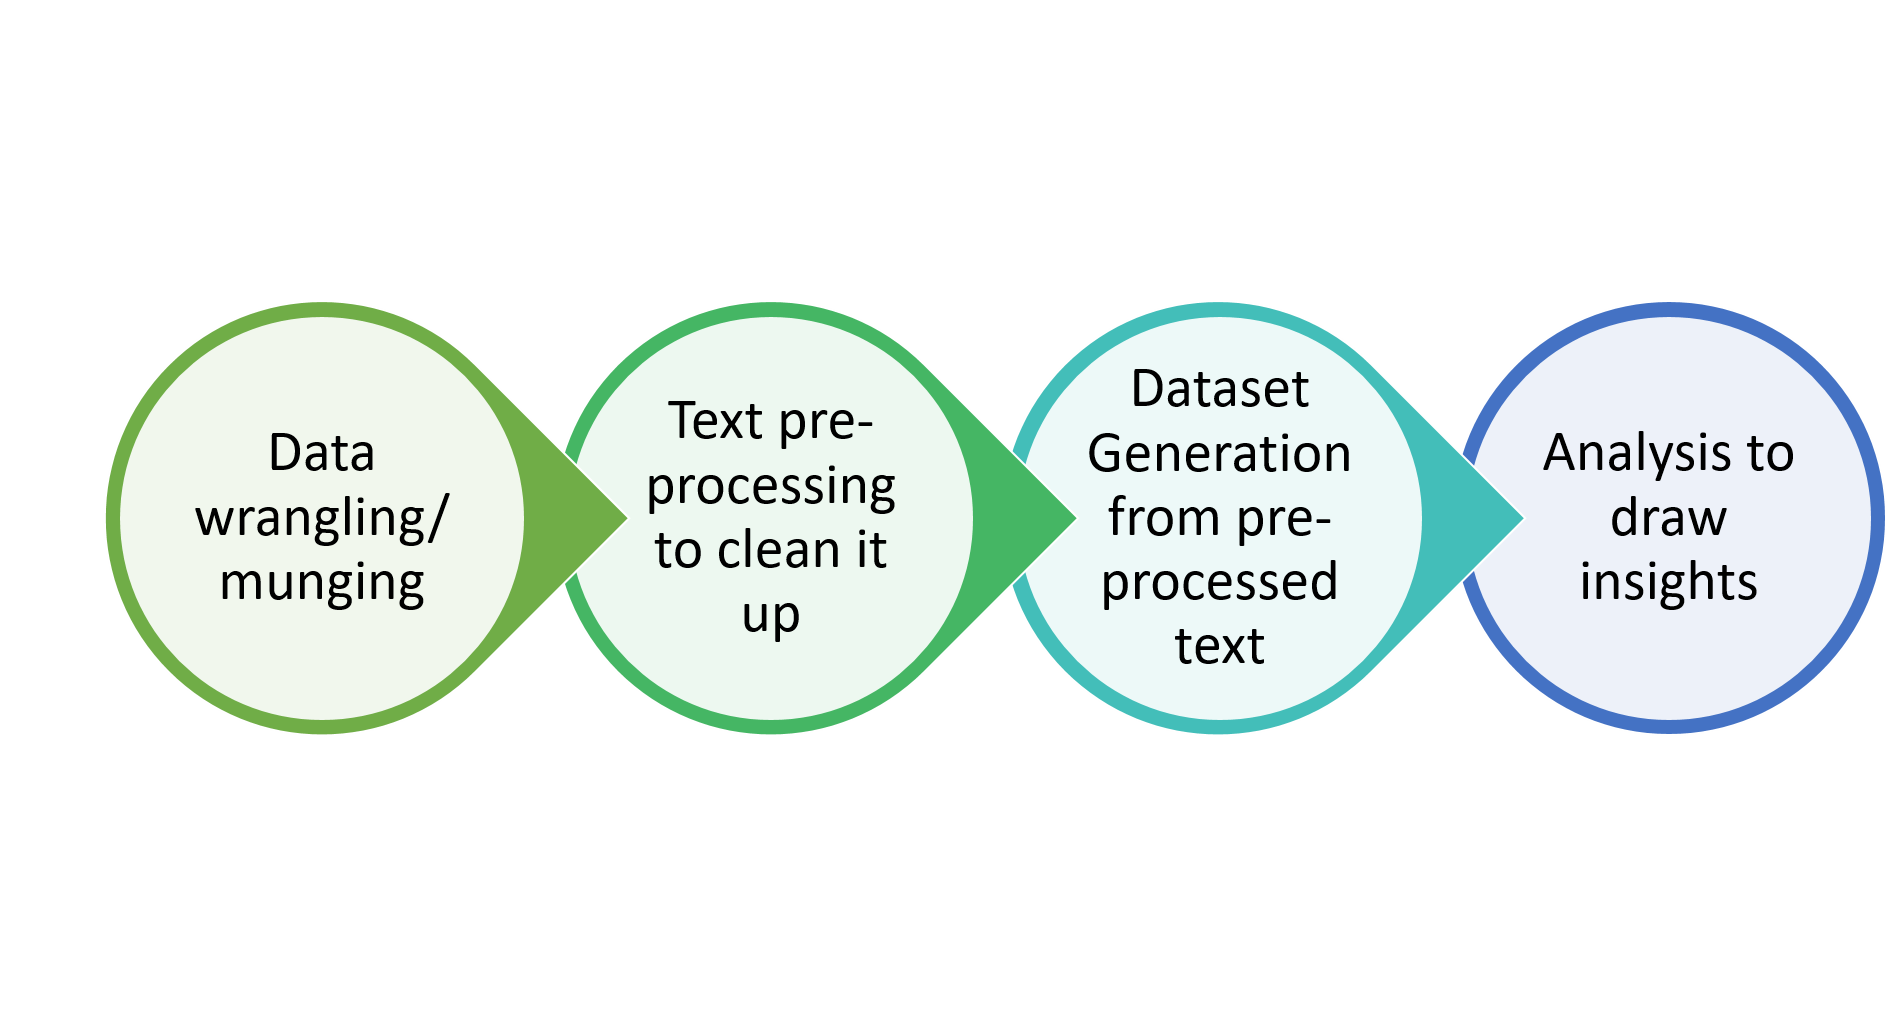 Data
wrangling/
munging
Text pre-
processing
to clean it
up
Dataset
Generation
from pre-
processed
text
Analysis to
draw
insights